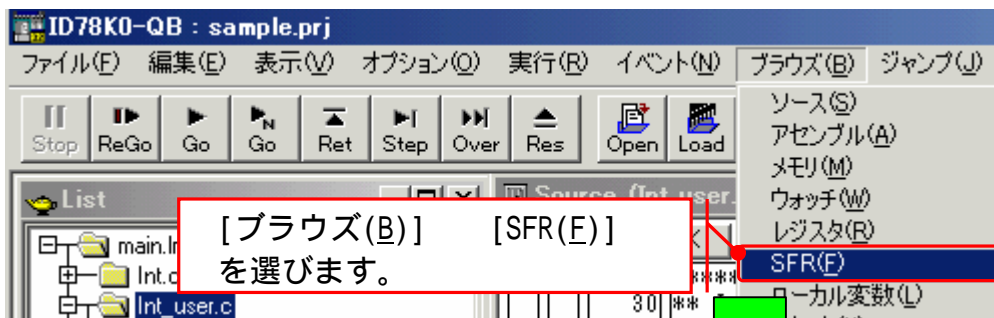 ID78K0-QB : sample.prj
ファイル(F) 編集(E) 表示(V) オプション(O) 実行(R) イベント(N) ブラウズ(B) ジャンプ(J)
Stop ReGo Go Go Ret Step Over Res Open Load
ソース(S)
アセンブル(A)
メモリ(M)
ウォッチ(W)
レジスタ(R)
SFR(F)
ローカル変数(L)
List
Source (Int_user.
[ブラウズ(B)] [SFR(F)]
を選びます。
main.
Int.
Int_user.c
30 **